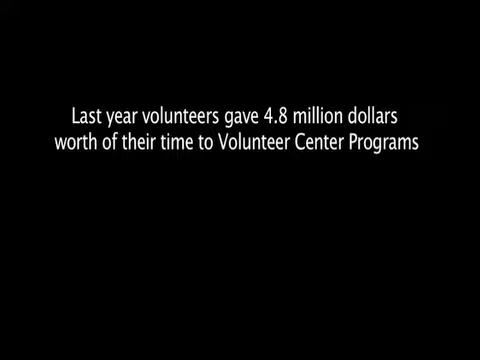 Last year volunteers gave 4.8 million dollars
worth of their time to Volunteer Center Programs